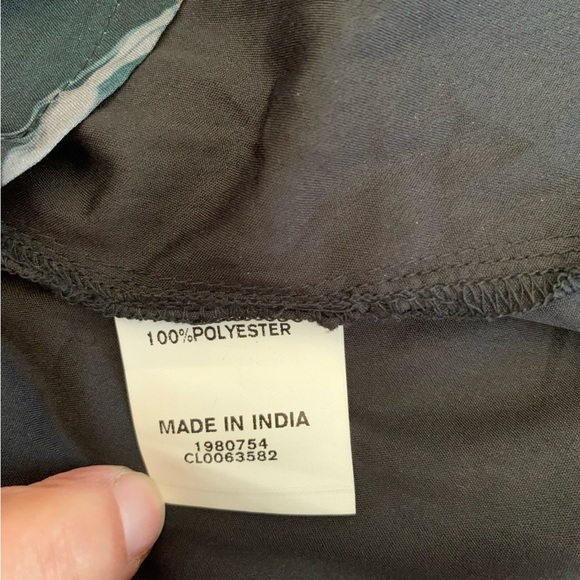 100%POLYESTER
MADE IN INDIA
1980754
CL0063582